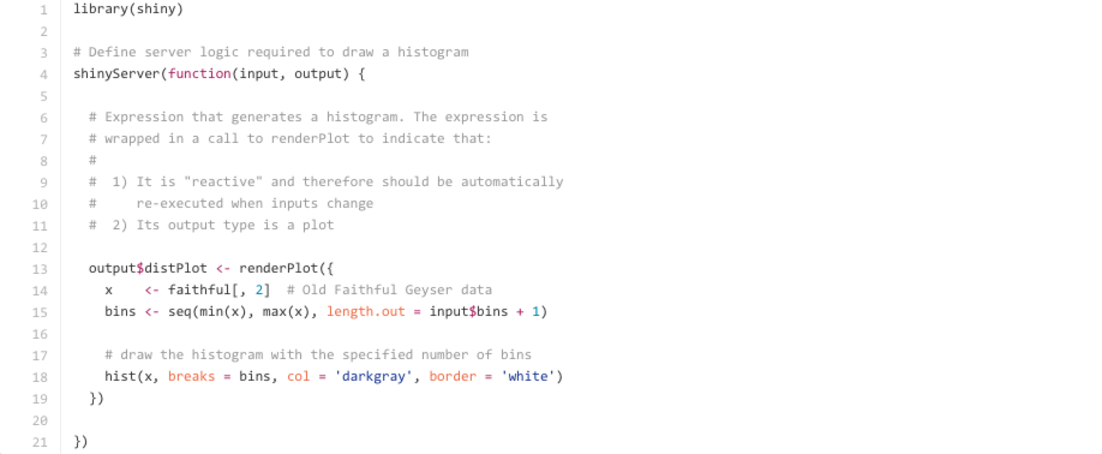 1 library(shiny)
2
3 # Define server logic required to draw a histogram
4 shinyServer(function(input, output) {
5
6   # Expression that generates a histogram. The expression is
7   # wrapped in a call to renderPlot to indicate that:
8   #
9   #  1) It is "reactive" and therefore should be automatically
10   #     re-executed when inputs change
11   #  2) Its output type is a plot
12
13   output$distPlot <- renderPlot({
14     x    <- faithful[, 2]  # Old Faithful Geyser data
15     bins <- seq(min(x), max(x), length.out = input$bins + 1)
16
17     # draw the histogram with the specified number of bins
18     hist(x, breaks = bins, col = 'darkgray', border = 'white')
19   })
20
21 })